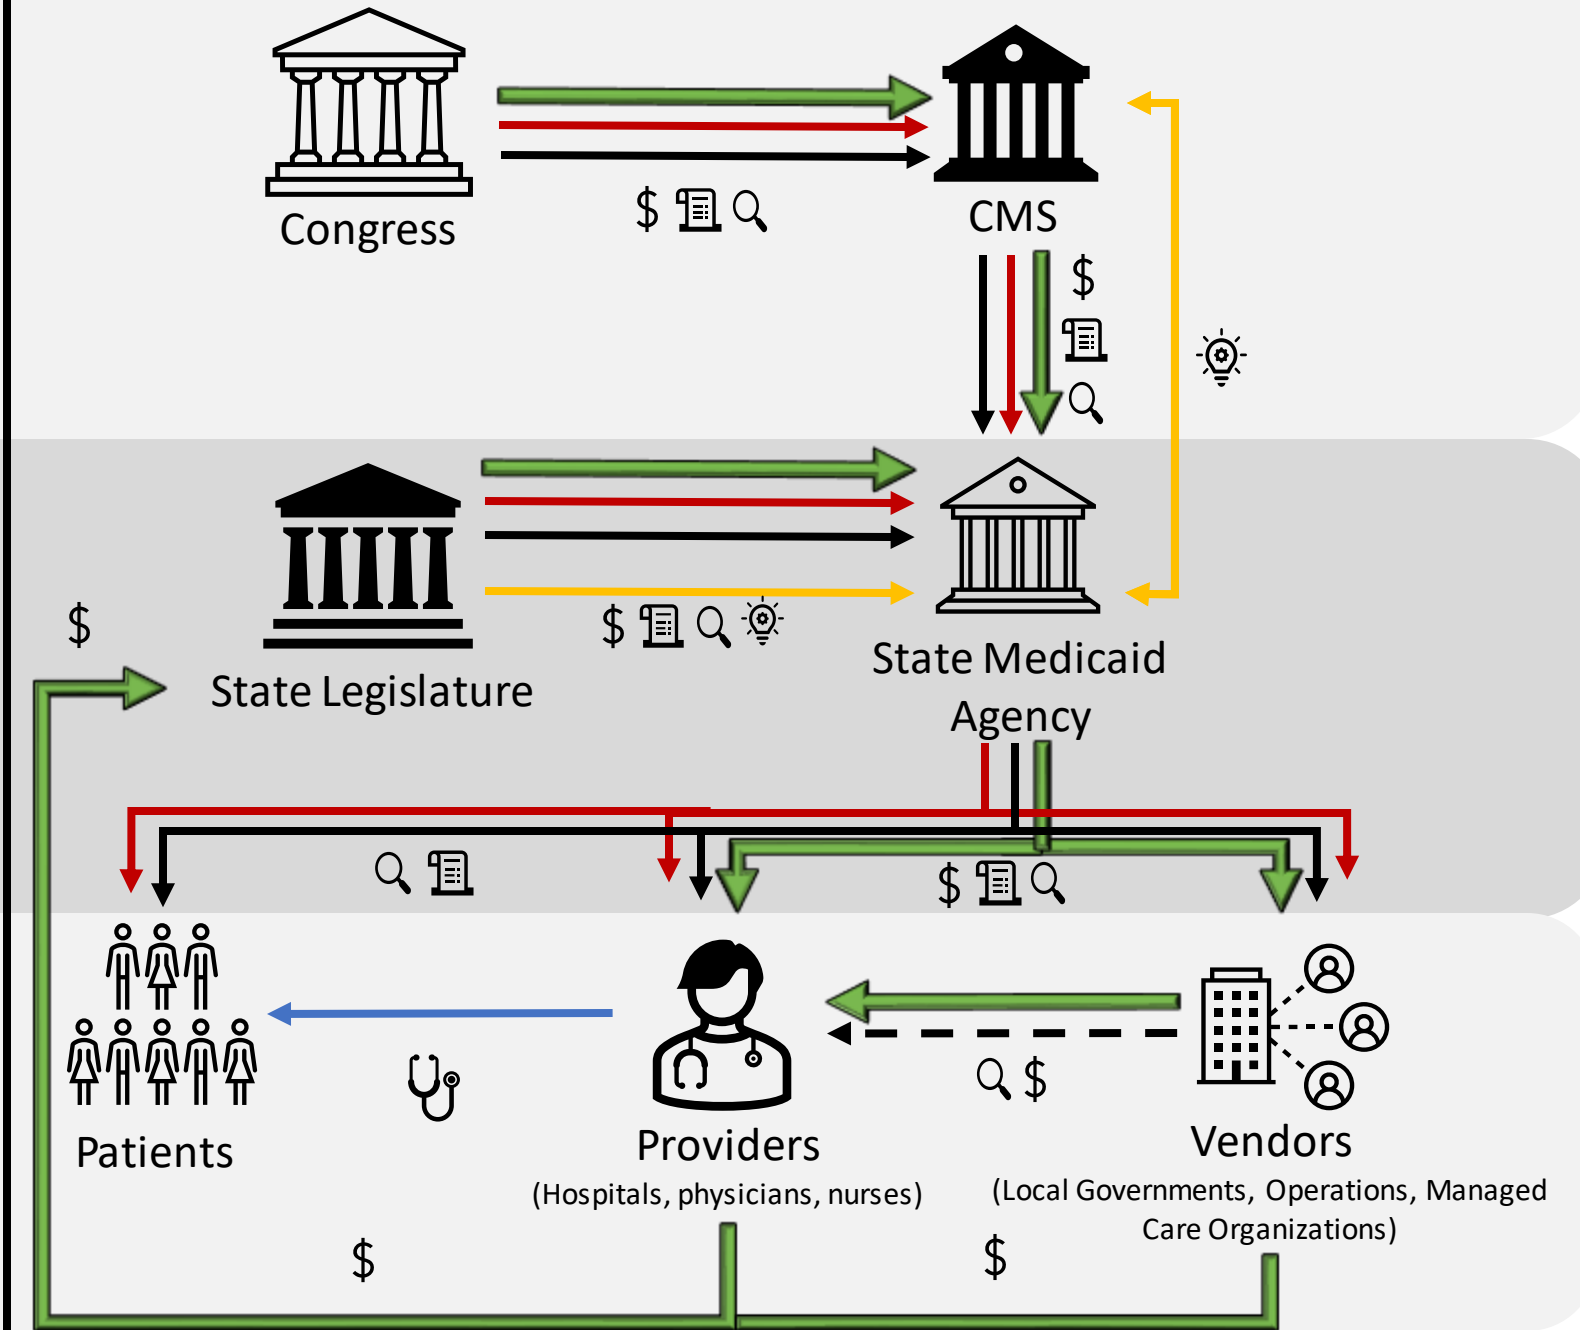 Congress
$
CMS
$
$
State Legislature
$
State Medicaid
Agency
$
$
Patients
Providers
(Hospitals, physicians, nurses)
Vendors
(Local Governments, Operations, Managed
Care Organizations)
$
$